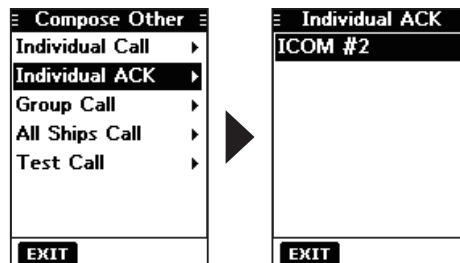 Compose Other
Individual Call
Individual ACK
Group Call
All Ships Call
Test Call
EXIT
Individual ACK
ICOM #2
EXIT